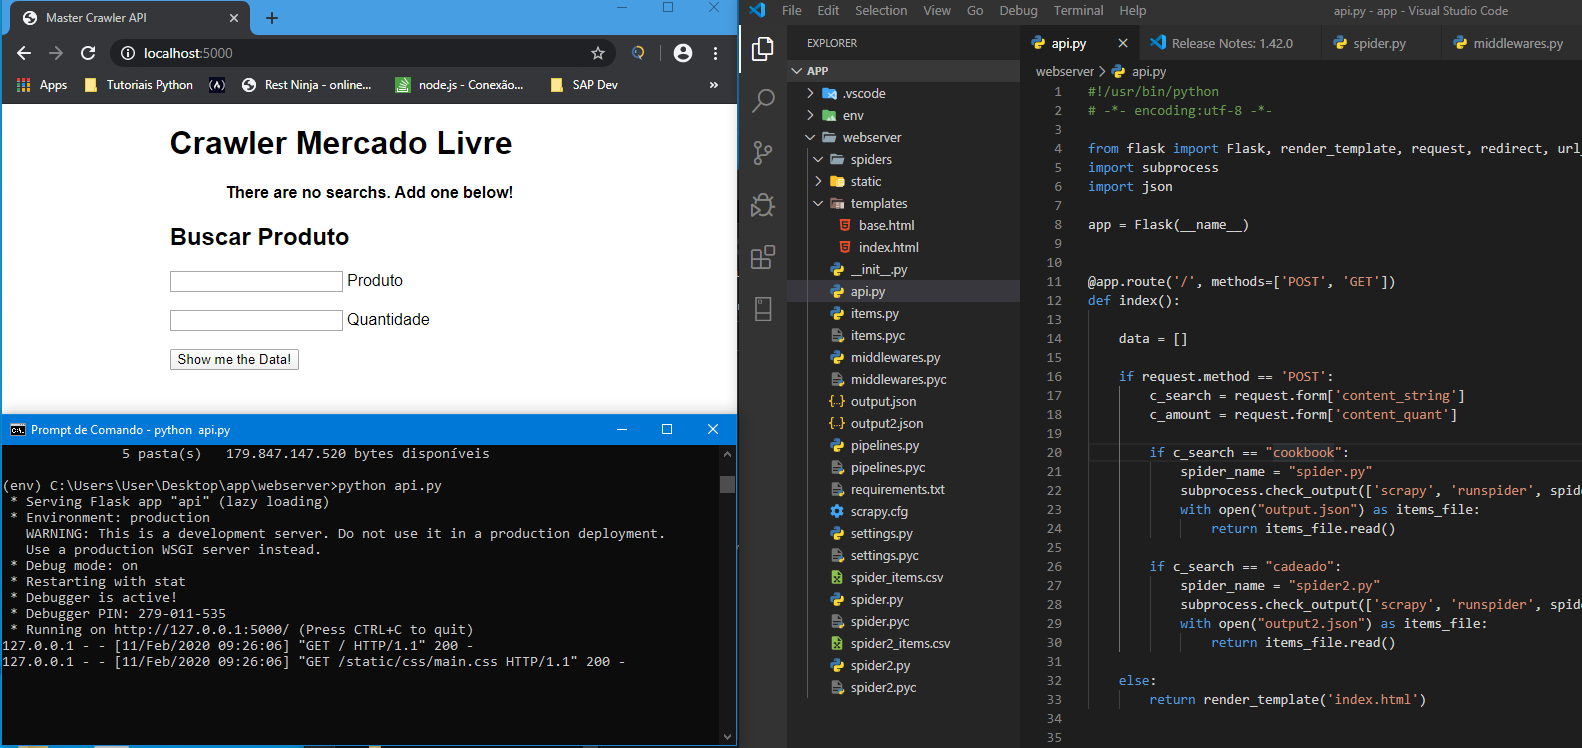 Master Crawler API
localhost:5000
Apps
Tutoriais Python
(A)
Rest Ninja - online...
node.js - Conexão...
SAP Dev
»
Crawler Mercado Livre
There are no searchs. Add one below!
Buscar Produto
Produto
Quantidade
Show me the Data!
Prompt de Comando - python  api.py
5 pasta(s)   179.847.147.520 bytes disponíveis
(env) C:\Users\User\Desktop\app\webserver>python api.py
* Serving Flask app "api" (lazy loading)
* Environment: production
WARNING: This is a development server. Do not use it in a production deployment.
Use a production WSGI server instead.
* Debug mode: on
* Restarting with stat
* Debugger is active!
* Debugger PIN: 279-011-535
* Running on http://127.0.0.1:5000/ (Press CTRL+C to quit)
127.0.0.1 - - [11/Feb/2020 09:26:06] "GET / HTTP/1.1" 200 -
127.0.0.1 - - [11/Feb/2020 09:26:06] "GET /static/css/main.css HTTP/1.1" 200 -
File Edit Selection View Go Debug Terminal Help
api.py - app - Visual Studio Code
EXPLORER
APP
.vscode
env
webserver
spiders
static
templates
base.html
index.html
__init__.py
api.py
items.py
items.pyc
middlewares.py
middlewares.pyc
{..} output.json
{..} output2.json
pipelines.py
pipelines.pyc
requirements.txt
scrapy.cfg
settings.py
settings.pyc
spider_items.csv
spider.py
spider.pyc
spider2_items.csv
spider2.py
spider2.pyc
api.py
Release Notes: 1.42.0
spider.py
middlewares.py
webserver > api.py
1 #!/usr/bin/python
2 # -*- encoding:utf-8 -*-
3
4 from flask import Flask, render_template, request, redirect, url_
5 import subprocess
6 import json
7
8 app = Flask(__name__)
9
10
11 @app.route('/', methods=['POST', 'GET'])
12 def index():
13
14 data = []
15
16 if request.method == 'POST':
17 c_search = request.form['content_string']
18 c_amount = request.form['content_quant']
19
20 if c_search == "cookbook":
21 spider_name = "spider.py"
22 subprocess.check_output(['scrapy', 'runspider', spid
23 with open("output.json") as items_file:
24 return items_file.read()
25
26 if c_search == "cadeado":
27 spider_name = "spider2.py"
28 subprocess.check_output(['scrapy', 'runspider', spid
29 with open("output2.json") as items_file:
30 return items_file.read()
31
32 else:
33 return render_template('index.html')
34
35